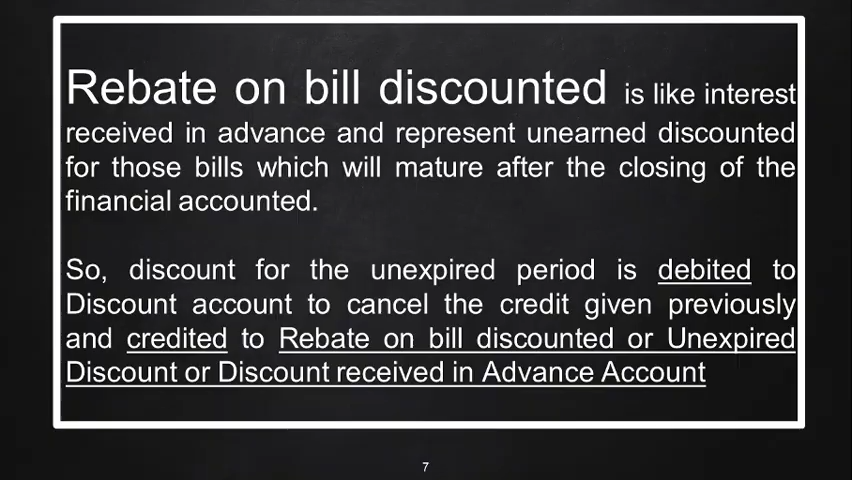 Rebate on bill discounted is like interest
received in advance and represent unearned discounted
for those bills which will mature after the closing of the
financial accounted.
So, discount for the unexpired period is debited to
Discount account to cancel the credit given previously
and credited to Rebate on bill discounted or Unexpired
Discount or Discount received in Advance Account
7